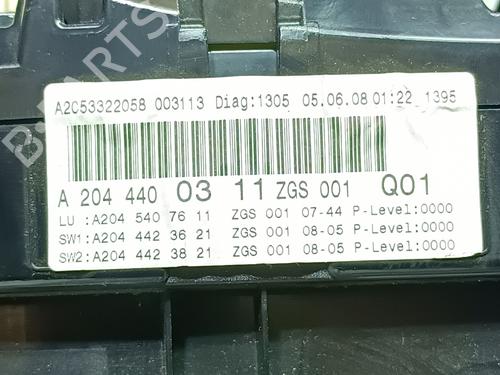 A2C53322058 003113 Diag:1305 05.06.08 01:22 1395
A 204 440 03 11 ZGS 001 Q01
LU :A204 540 76 11 ZGS 001 07-44 P-Level:0000
SW1:A204 442 36 21 ZGS 001 08-05 P-Level:0000
SW2:A204 442 38 21 ZGS 001 08-05 P-Level:0000